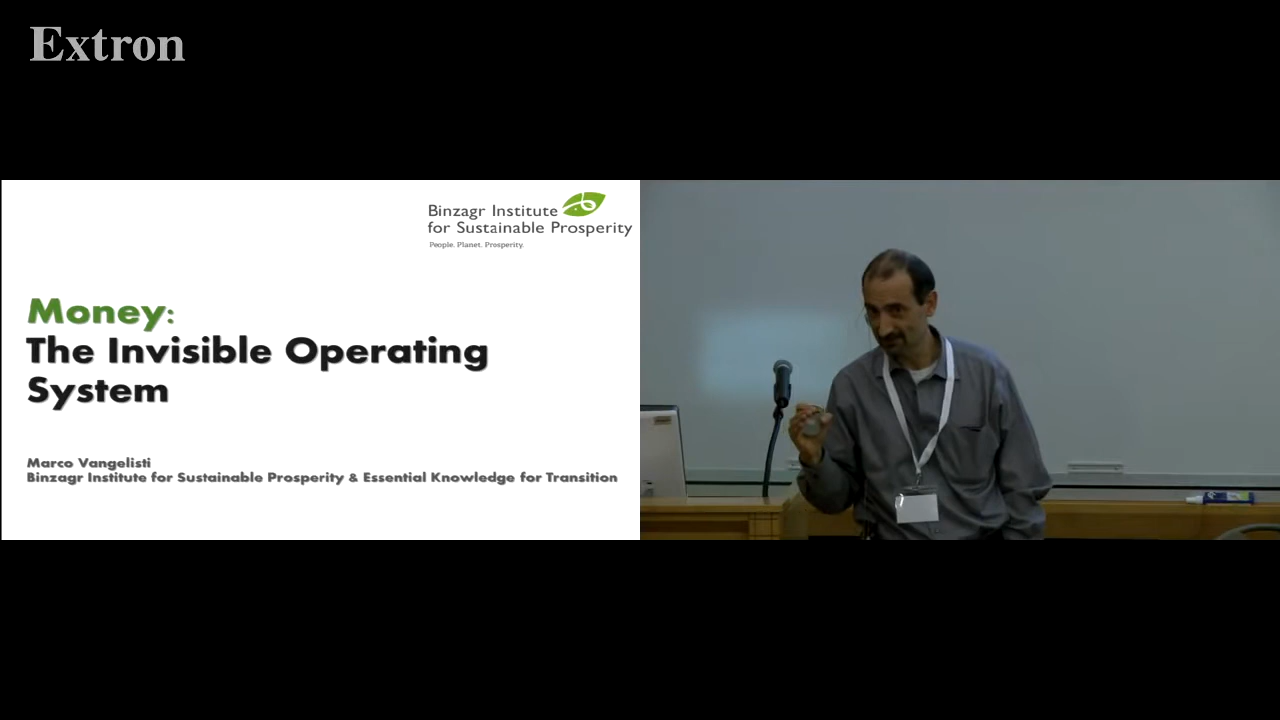 Extron
Binzagr Institute
for Sustainable Prosperity
People. Planet. Prosperity.
Money:
The Invisible Operating
System
Marco Vangelisti
Binzagr Institute for Sustainable Prosperity & Essential Knowledge for Transition